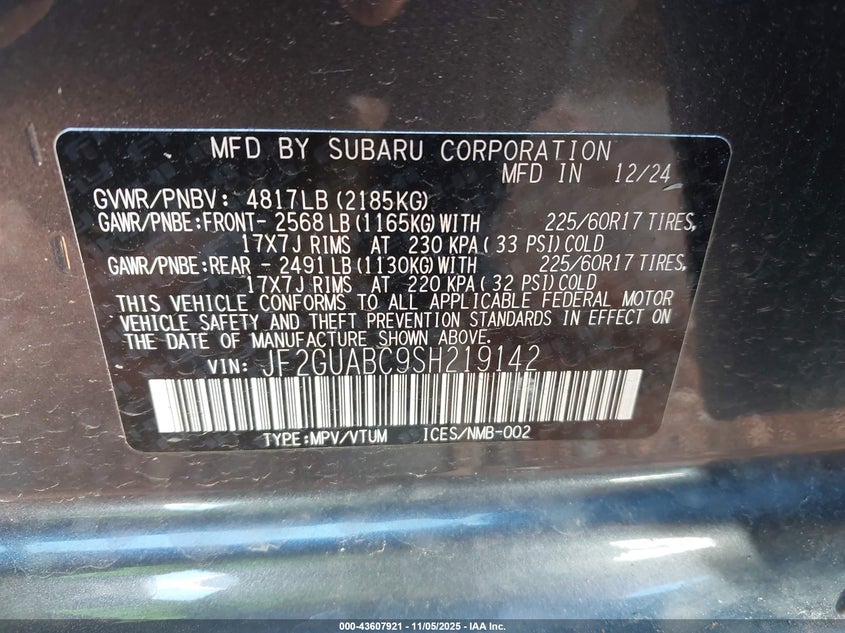 MFD BY SUBARU CORPORATION
MFD IN 12/24
GVWR/PNBV: 4817LB (2185KG)
GAWR/PNBE:FRONT- 2568 LB (1165KG) WITH 225/60R17 TIRES,
17X7J RIMS AT 230 KPA ( 33 PSI) COLD
GAWR/PNBE:REAR - 2491 LB (1130KG) WITH 225/60R17 TIRES,
17X7J RIMS AT 220 KPA ( 32 PSI) COLD
THIS VEHICLE CONFORMS TO ALL APPLICABLE FEDERAL MOTOR
VEHICLE SAFETY AND THEFT PREVENTION STANDARDS IN EFFECT ON
THE DATE OF MANUFACTURE SHOWN ABOVE.
VIN: JF2GUABC9SH219142
TYPE:MPV/VTUM ICES/NMB-002
000-43607921 - 11/05/2025 - IAA Inc.